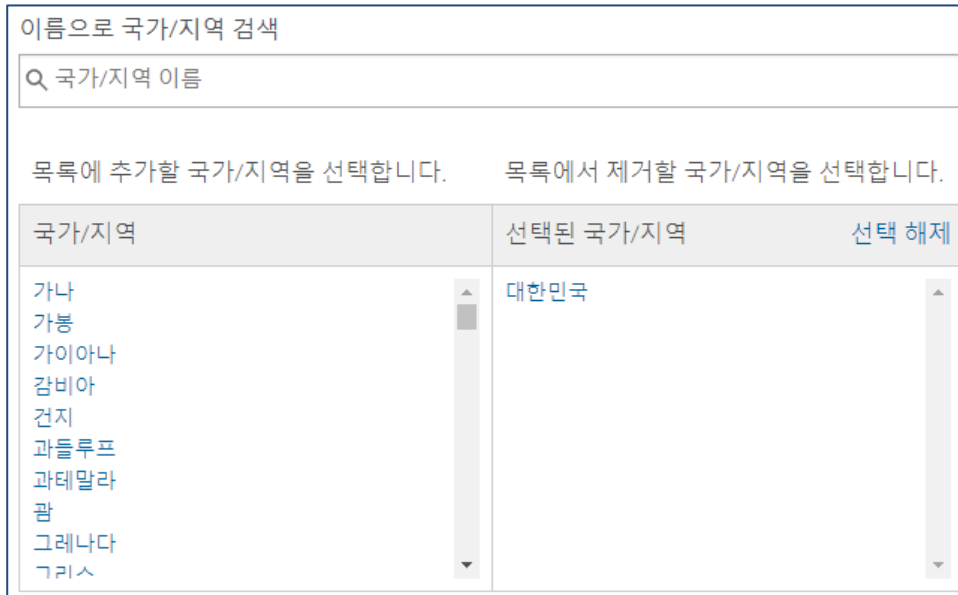 이름으로 국가/지역 검색
국가/지역 이름
목록에 추가할 국가/지역을 선택합니다.
목록에서 제거할 국가/지역을 선택합니다.
국가/지역
선택된 국가/지역
선택 해제
가나
가봉
가이아나
감비아
건지
과들루프
과테말라
괌
그레나다
그리스
대한민국